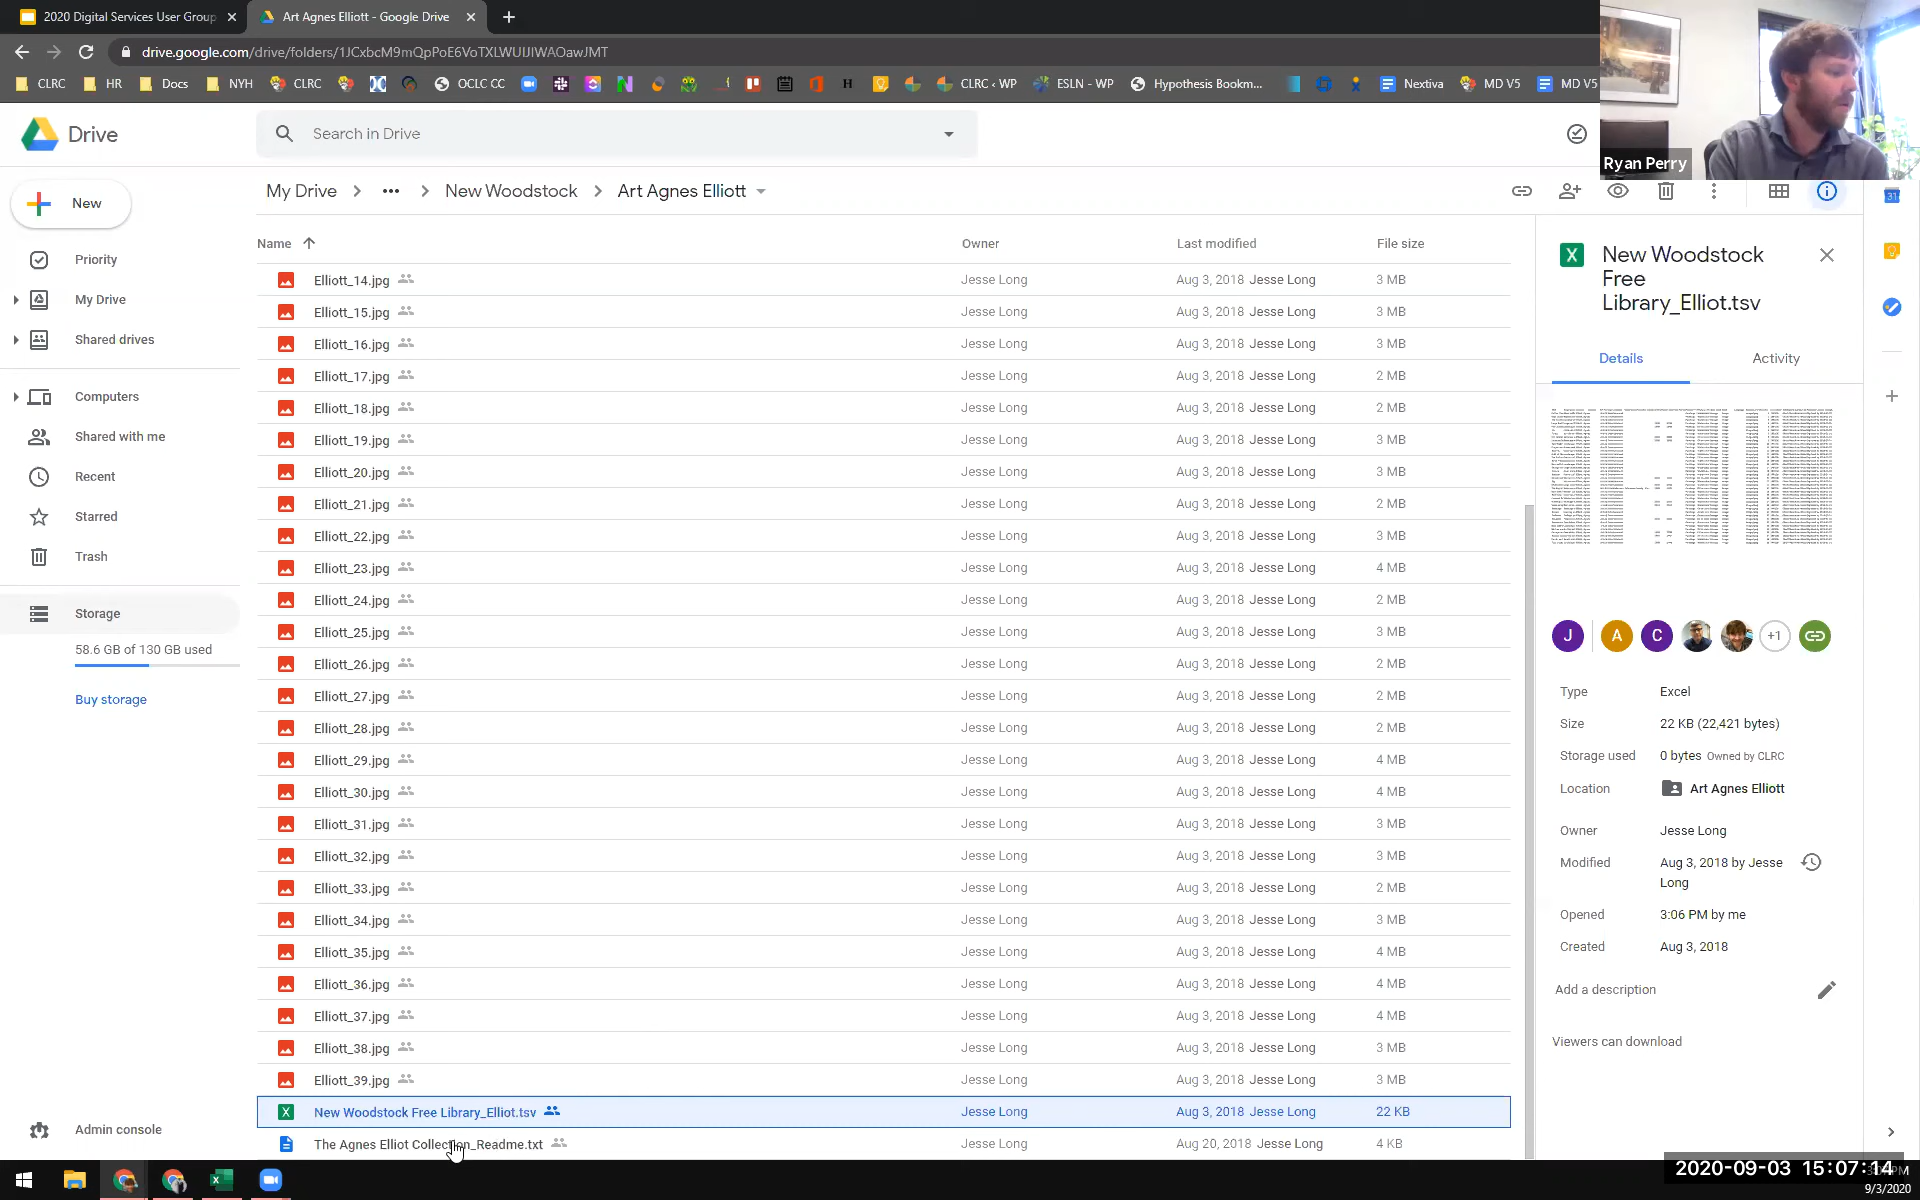 2020 Digital Services User Group
Art Agnes Elliott - Google Drive
drive.google.com/drive/folders/1JCxbcM9mQpPoE6VoTXLWUIJIWAOawJMT
CLRC
HR
Docs
NYH
CLRC
OCLC CC
CLRC ‹ WP
ESLN - WP
Hypothesis Bookm...
Nextiva
MD V5
MD V5
Ryan Perry
Drive
Search in Drive
My Drive > ••• > New Woodstock > Art Agnes Elliott
New
Priority
My Drive
Shared drives
Computers
Shared with me
Recent
Starred
Trash
Storage
58.6 GB of 130 GB used
Buy storage
Admin console
Name Owner Last modified File size
Elliott_14.jpg Jesse Long Aug 3, 2018 Jesse Long 3 MB
Elliott_15.jpg Jesse Long Aug 3, 2018 Jesse Long 3 MB
Elliott_16.jpg Jesse Long Aug 3, 2018 Jesse Long 3 MB
Elliott_17.jpg Jesse Long Aug 3, 2018 Jesse Long 2 MB
Elliott_18.jpg Jesse Long Aug 3, 2018 Jesse Long 2 MB
Elliott_19.jpg Jesse Long Aug 3, 2018 Jesse Long 3 MB
Elliott_20.jpg Jesse Long Aug 3, 2018 Jesse Long 3 MB
Elliott_21.jpg Jesse Long Aug 3, 2018 Jesse Long 2 MB
Elliott_22.jpg Jesse Long Aug 3, 2018 Jesse Long 3 MB
Elliott_23.jpg Jesse Long Aug 3, 2018 Jesse Long 4 MB
Elliott_24.jpg Jesse Long Aug 3, 2018 Jesse Long 2 MB
Elliott_25.jpg Jesse Long Aug 3, 2018 Jesse Long 3 MB
Elliott_26.jpg Jesse Long Aug 3, 2018 Jesse Long 2 MB
Elliott_27.jpg Jesse Long Aug 3, 2018 Jesse Long 2 MB
Elliott_28.jpg Jesse Long Aug 3, 2018 Jesse Long 2 MB
Elliott_29.jpg Jesse Long Aug 3, 2018 Jesse Long 4 MB
Elliott_30.jpg Jesse Long Aug 3, 2018 Jesse Long 4 MB
Elliott_31.jpg Jesse Long Aug 3, 2018 Jesse Long 3 MB
Elliott_32.jpg Jesse Long Aug 3, 2018 Jesse Long 3 MB
Elliott_33.jpg Jesse Long Aug 3, 2018 Jesse Long 2 MB
Elliott_34.jpg Jesse Long Aug 3, 2018 Jesse Long 3 MB
Elliott_35.jpg Jesse Long Aug 3, 2018 Jesse Long 4 MB
Elliott_36.jpg Jesse Long Aug 3, 2018 Jesse Long 4 MB
Elliott_37.jpg Jesse Long Aug 3, 2018 Jesse Long 4 MB
Elliott_38.jpg Jesse Long Aug 3, 2018 Jesse Long 3 MB
Elliott_39.jpg Jesse Long Aug 3, 2018 Jesse Long 3 MB
New Woodstock Free Library_Elliot.tsv Jesse Long Aug 3, 2018 Jesse Long 22 KB
The Agnes Elliot Collection_Readme.txt Jesse Long Aug 20, 2018 Jesse Long 4 KB
New Woodstock
Free
Library_Elliot.tsv
Details Activity
J A C +1
Type Excel
Size 22 KB (22,421 bytes)
Storage used 0 bytes Owned by CLRC
Location Art Agnes Elliott
Owner Jesse Long
Modified Aug 3, 2018 by Jesse
Long
Opened 3:06 PM by me
Created Aug 3, 2018
Add a description
Viewers can download
2020-09-03 15:07:14
9/3/2020